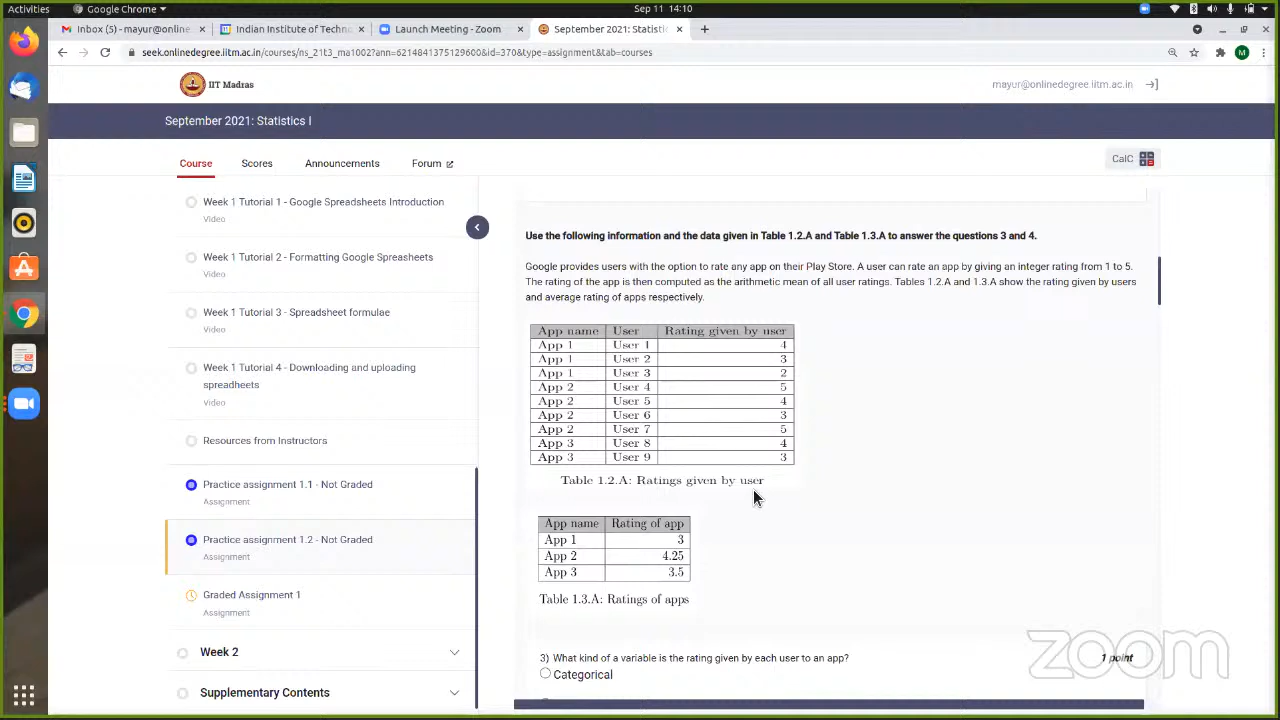 Activities
Google Chrome
Sep 11 14:10
Inbox (5) - mayur@online
Indian Institute of Techna
Launch Meeting - Zoom
September 2021: Statistic
seek.onlinedegree.iitm.ac.in/courses/ns_21t3_ma1002?ann=6214841375129600&id=370&type=assignment&tab=courses
M
IIT Madras
mayur@onlinedegree.iitm.ac.in
September 2021: Statistics I
Course Scores Announcements Forum
CalC
Week 1 Tutorial 1 - Google Spreadsheets Introduction
Video
Week 1 Tutorial 2 - Formatting Google Spreasheets
Video
Week 1 Tutorial 3 - Spreadsheet formulae
Video
Week 1 Tutorial 4 - Downloading and uploading
spreadheets
Video
Resources from Instructors
Practice assignment 1.1 - Not Graded
Assignment
Practice assignment 1.2 - Not Graded
Assignment
Graded Assignment 1
Assignment
Week 2
Supplementary Contents
Use the following information and the data given in Table 1.2.A and Table 1.3.A to answer the questions 3 and 4.
Google provides users with the option to rate any app on their Play Store. A user can rate an app by giving an integer rating from 1 to 5.
The rating of the app is then computed as the arithmetic mean of all user ratings. Tables 1.2.A and 1.3.A show the rating given by users
and average rating of apps respectively.
App name User Rating given by user
App 1 User 1 4
App 1 User 2 3
App 1 User 3 2
App 2 User 4 5
App 2 User 5 4
App 2 User 6 3
App 2 User 7 5
App 3 User 8 4
App 3 User 9 3
Table 1.2.A: Ratings given by user
App name Rating of app
App 1 3
App 2 4.25
App 3 3.5
Table 1.3.A: Ratings of apps
3) What kind of a variable is the rating given by each user to an app?
1 point
Categorical
zoom